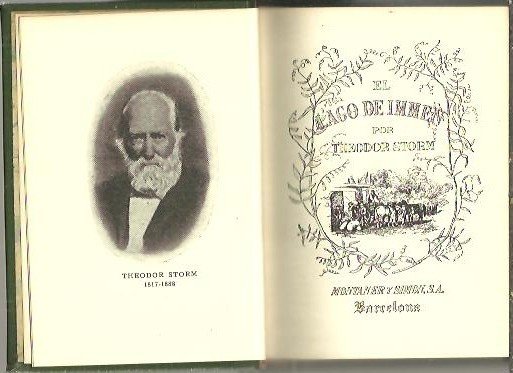 THEODOR STORM
1817-1888
EL
LAGO DE IMMEN
POR
THEODOR STORM
MONTANER Y SIMON, S.A.
Barcelona